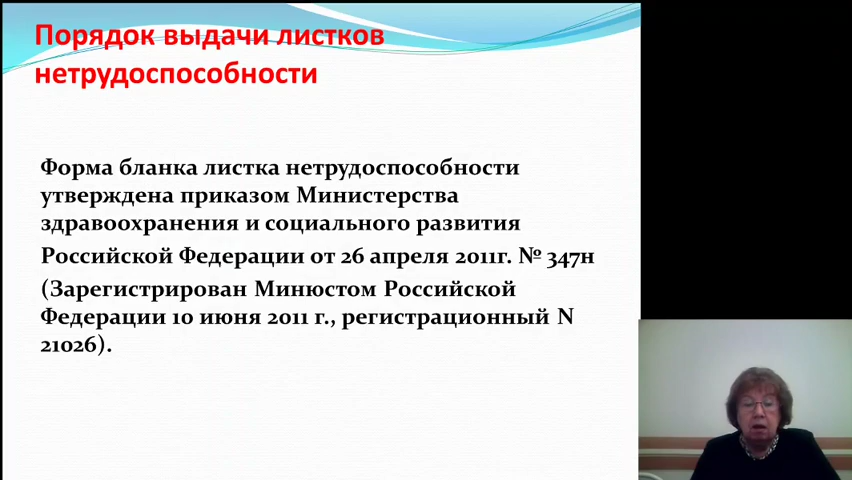 Порядок выдачи листков
нетрудоспособности
Форма бланка листка нетрудоспособности
утверждена приказом Министерства
здравоохранения и социального развития
Российской Федерации от 26 апреля 2011г. № 347н
(Зарегистрирован Минюстом Российской
Федерации 10 июня 2011 г., регистрационный N
21026).